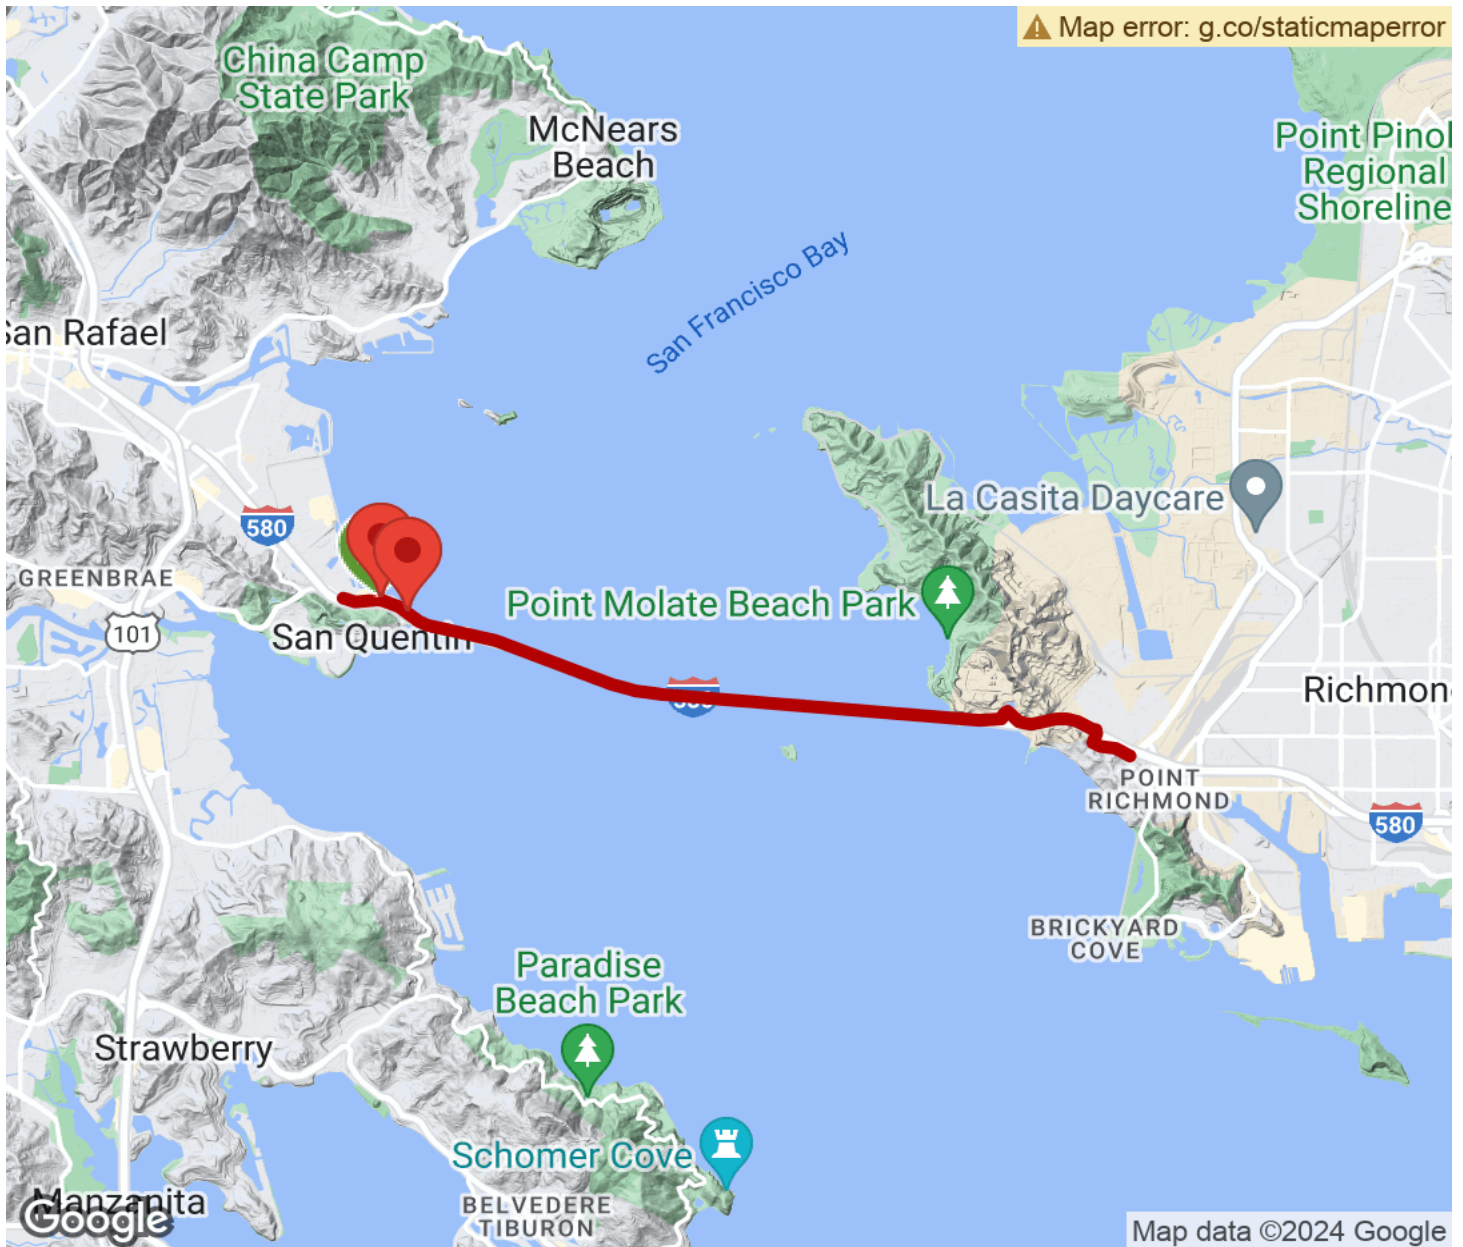 Map error: g.co/staticmaperror
China Camp
State Park
McNears
Beach
Point Pinol
Regional
Shoreline
San Francisco Bay
San Rafael
La Casita Daycare
580
GREENBRAE
Point Molate Beach Park
101
San Quentin
Richmon
580
POINT
RICHMOND
580
BRICKYARD
COVE
Paradise
Beach Park
Strawberry
Schomer Cove
Manzanita
BELVEDERE
TIBURON
Google
Map data ©2024 Google